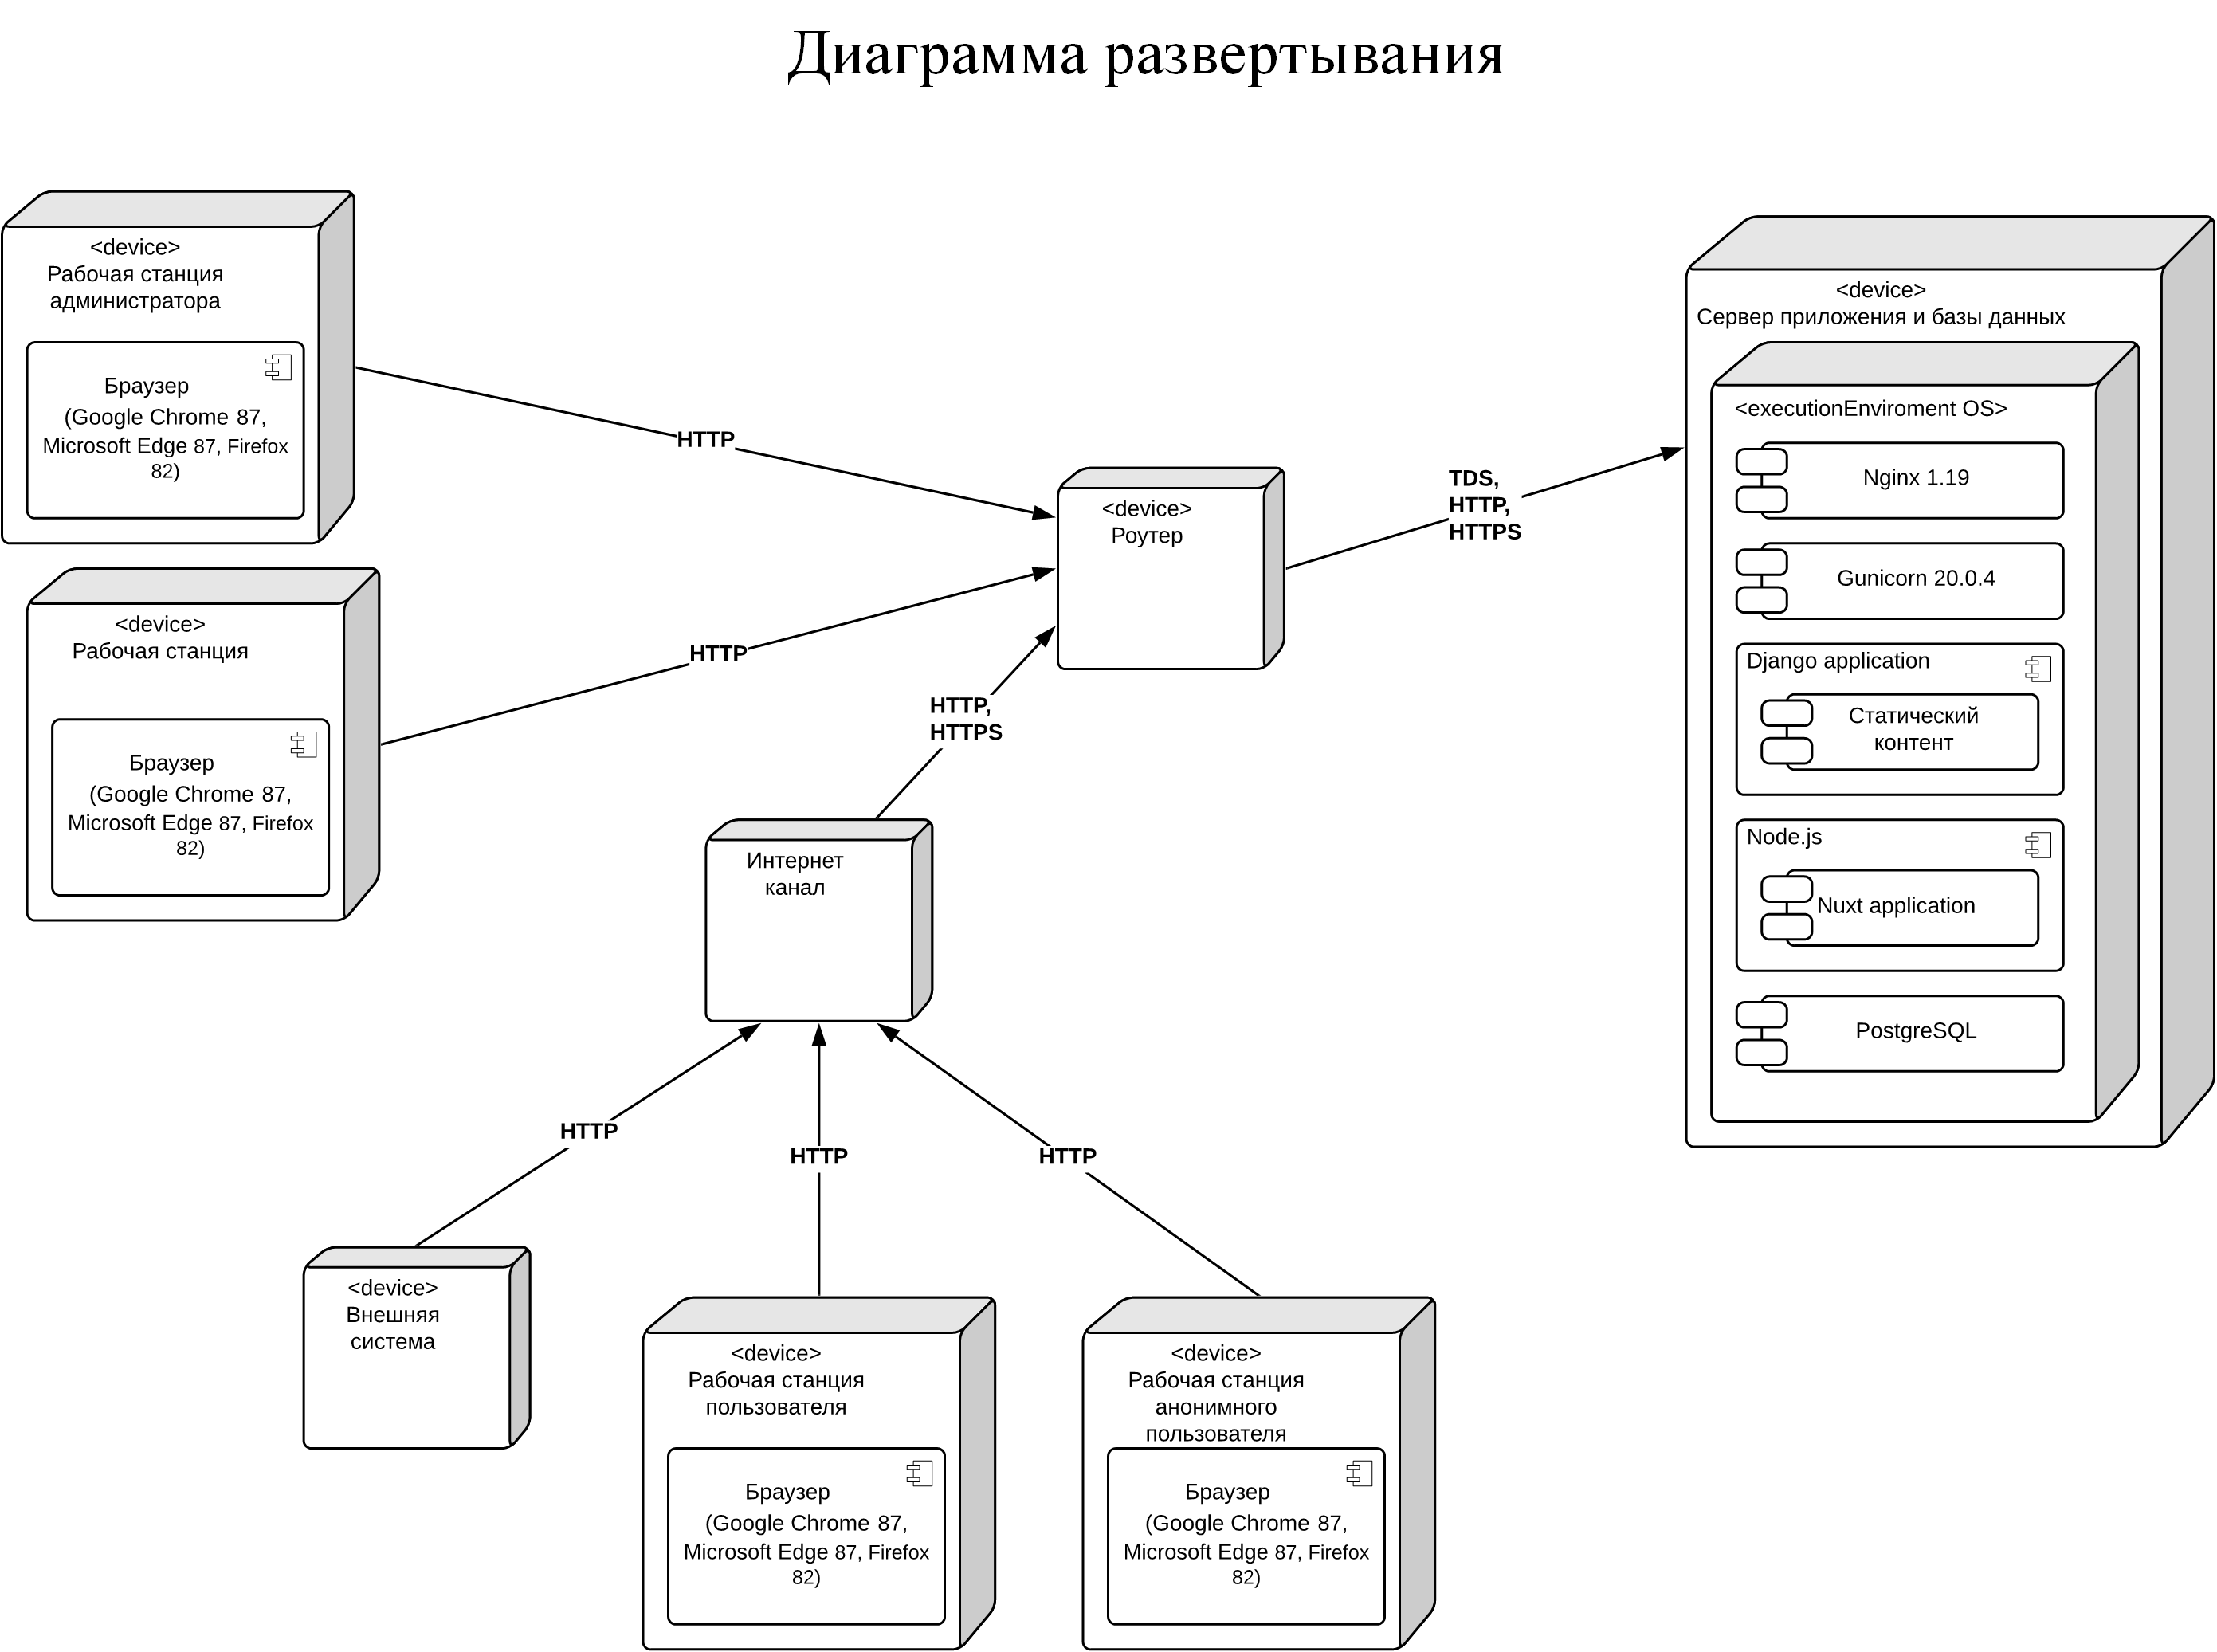 Диаграмма развертывания
<device>
Рабочая станция
администратора
Браузер
(Google Chrome 87,
Microsoft Edge 87, Firefox
82)
<device>
Рабочая станция
Браузер
(Google Chrome 87,
Microsoft Edge 87, Firefox
82)
HTTP
HTTP
<device>
Роутер
HTTP,
HTTPS
TDS,
HTTP,
HTTPS
<device>
Сервер приложения и базы данных
<executionEnviroment OS>
Nginx 1.19
Gunicorn 20.0.4
Django application
Статический
контент
Node.js
Nuxt application
PostgreSQL
Интернет
канал
HTTP
HTTP
HTTP
<device>
Внешняя
система
<device>
Рабочая станция
пользователя
Браузер
(Google Chrome 87,
Microsoft Edge 87, Firefox
82)
<device>
Рабочая станция
анонимного
пользователя
Браузер
(Google Chrome 87,
Microsoft Edge 87, Firefox
82)